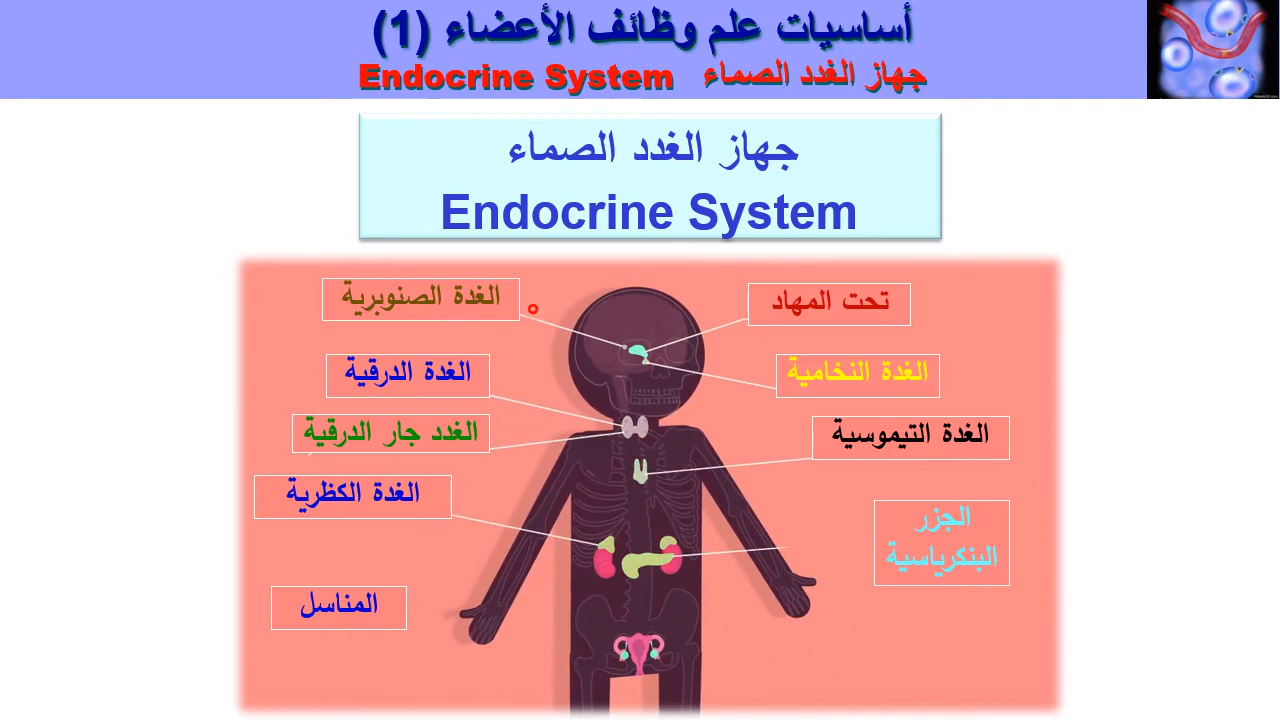 أساسيات علم وظائف الأعضاء (1)
جهاز الغدد الصماء Endocrine System
جهاز الغدد الصماء
Endocrine System
تحت المهاد
الغدة الصنوبرية
الغدة النخامية
الغدة الدرقية
الغدة التيموسية
الغدد جار الدرقية
الغدة الكظرية
الجزر
البنكرياسية
المناسل